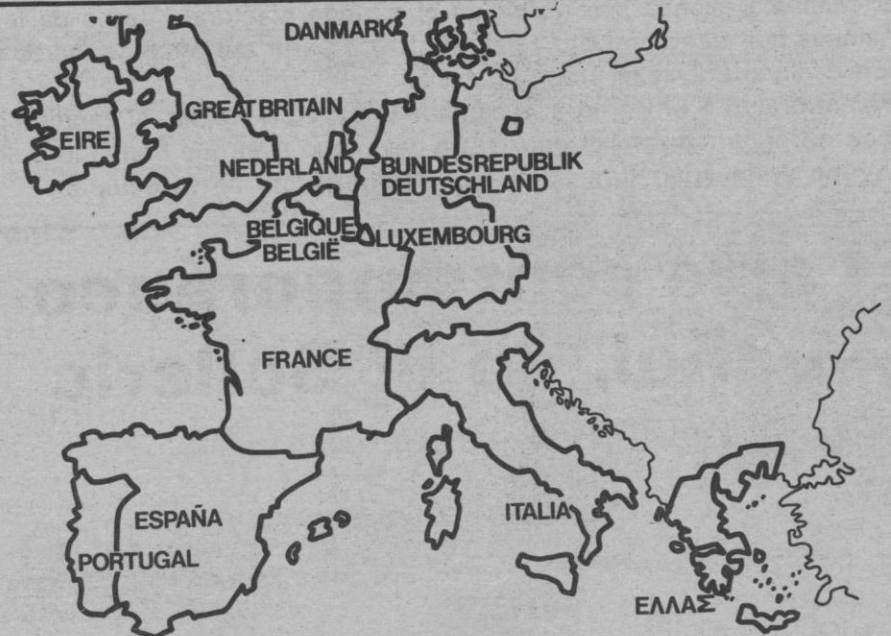 DANMARK
GREAT BRITAIN
EIRE
NEDERLAND
BUNDESREPUBLIK
DEUTSCHLAND
BELGIQUE
BELGIË
LUXEMBOURG
FRANCE
ESPAÑA
PORTUGAL
ITALIA
ΕΛΛΑΣ